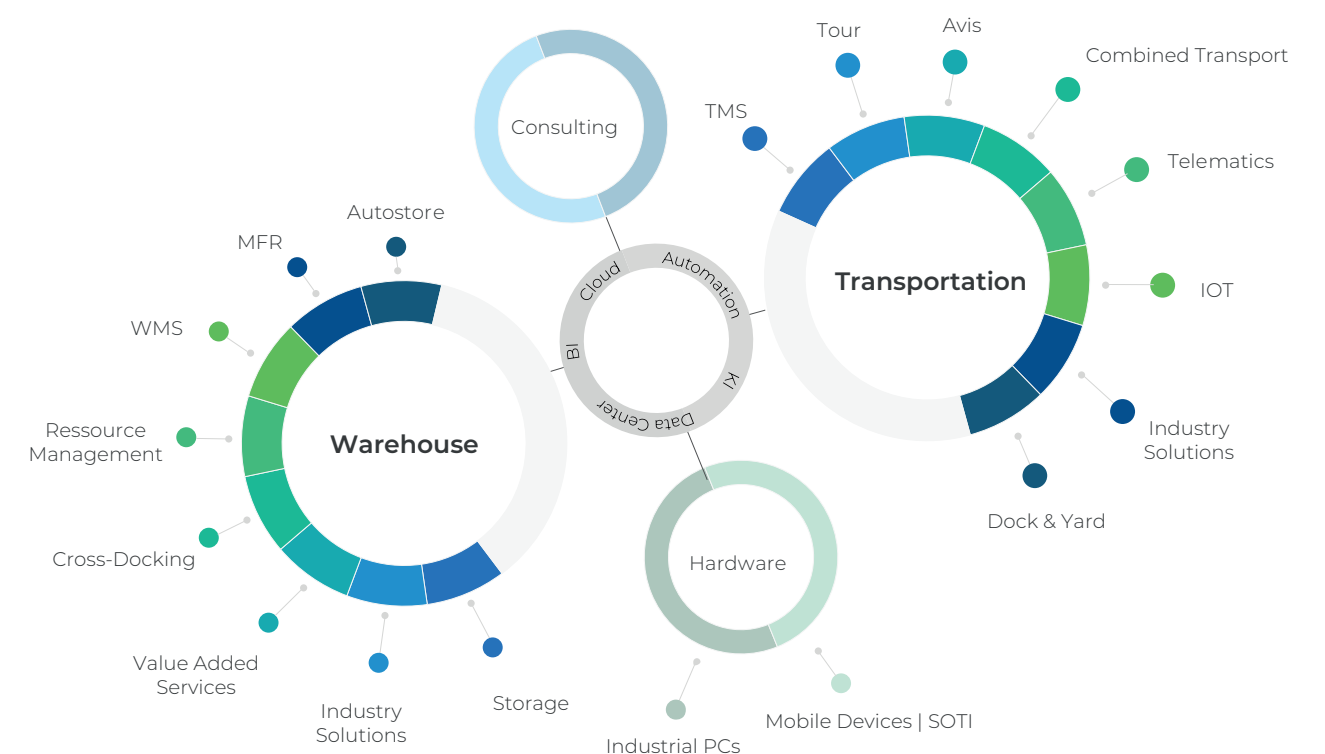 Tour
Avis
Combined Transport
TMS
Consulting
Telematics
Autostore
MFR
Cloud
Automation
Transportation
IOT
WMS
BI
KI
Data Center
Ressource
Management
Warehouse
Industry
Solutions
Dock & Yard
Cross-Docking
Hardware
Value Added
Services
Storage
Industry
Solutions
Mobile Devices | SOTI
Industrial PCs